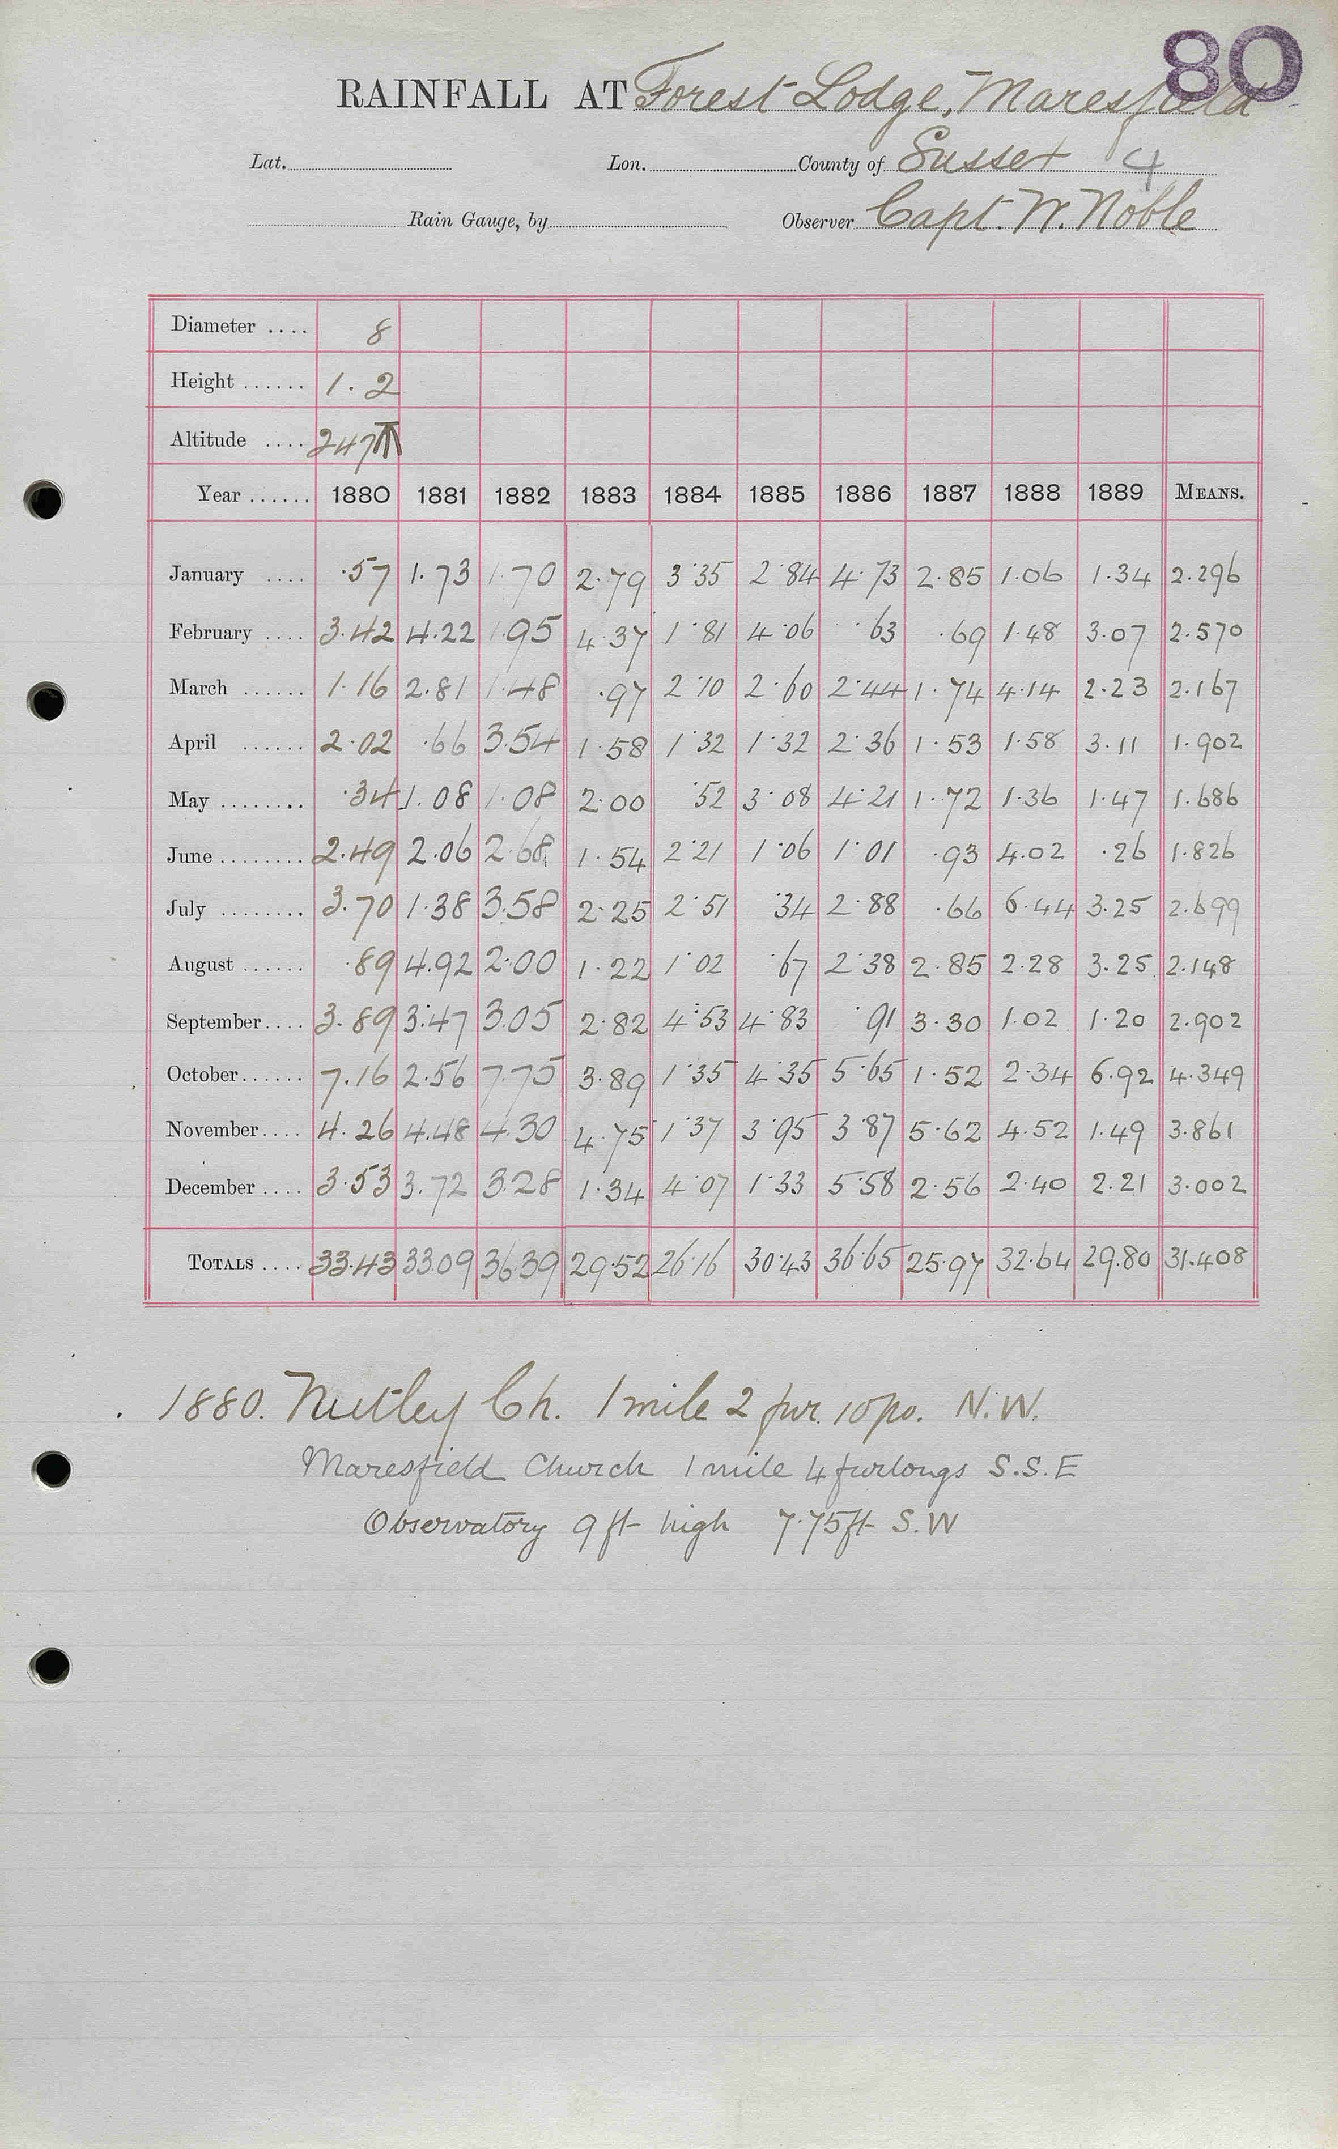 80
RAINFALL AT Forest Lodge, Maresfield
Lat. Lon. County of Sussex 4
Rain Gauge, by Observer Capt. W. Noble
Diameter .... 8
Height ...... 1.2
Altitude .... 247
Year ...... 1880 1881 1882 1883 1884 1885 1886 1887 1888 1889 MEANS.
January .... .57 1.73 1.70 2.79 3.35 2.84 4.73 2.85 1.06 1.34 2.296
February .... 3.42 4.22 1.95 4.37 1.81 4.06 .63 .69 1.48 3.07 2.570
March ...... 1.16 2.81 1.48 .97 2.10 2.60 2.44 1.74 4.14 2.23 2.167
April ...... 2.02 .66 3.54 1.58 1.32 1.32 2.36 1.53 1.58 3.11 1.902
May ........ .34 1.08 1.08 2.00 .52 3.08 4.21 1.72 1.36 1.47 1.686
June ........ 2.49 2.06 2.68 1.54 2.21 1.06 1.01 .93 4.02 .26 1.826
July ........ 3.70 1.38 3.58 2.25 2.51 .34 2.88 .66 6.44 3.25 2.699
August ...... .89 4.92 2.00 1.22 1.02 .67 2.38 2.85 2.28 3.25 2.148
September.... 3.89 3.47 3.05 2.82 4.53 4.83 .91 3.30 1.02 1.20 2.902
October...... 7.16 2.56 7.75 3.89 1.35 4.35 5.65 1.52 2.34 6.92 4.349
November.... 4.26 4.48 4.30 4.75 1.37 3.95 3.87 5.62 4.52 1.49 3.861
December .... 3.53 3.72 3.28 1.34 4.07 1.33 5.58 2.56 2.40 2.21 3.002
TOTALS .... 33.43 33.09 36.39 29.52 26.16 30.43 36.65 25.97 32.64 29.80 31.408
1880. Nutley Ch. 1 mile 2 fur. 10 po. N.W.
Maresfield Church 1 mile 4 furlongs S.S.E
Observatory 9 ft high 7.75 ft S.W